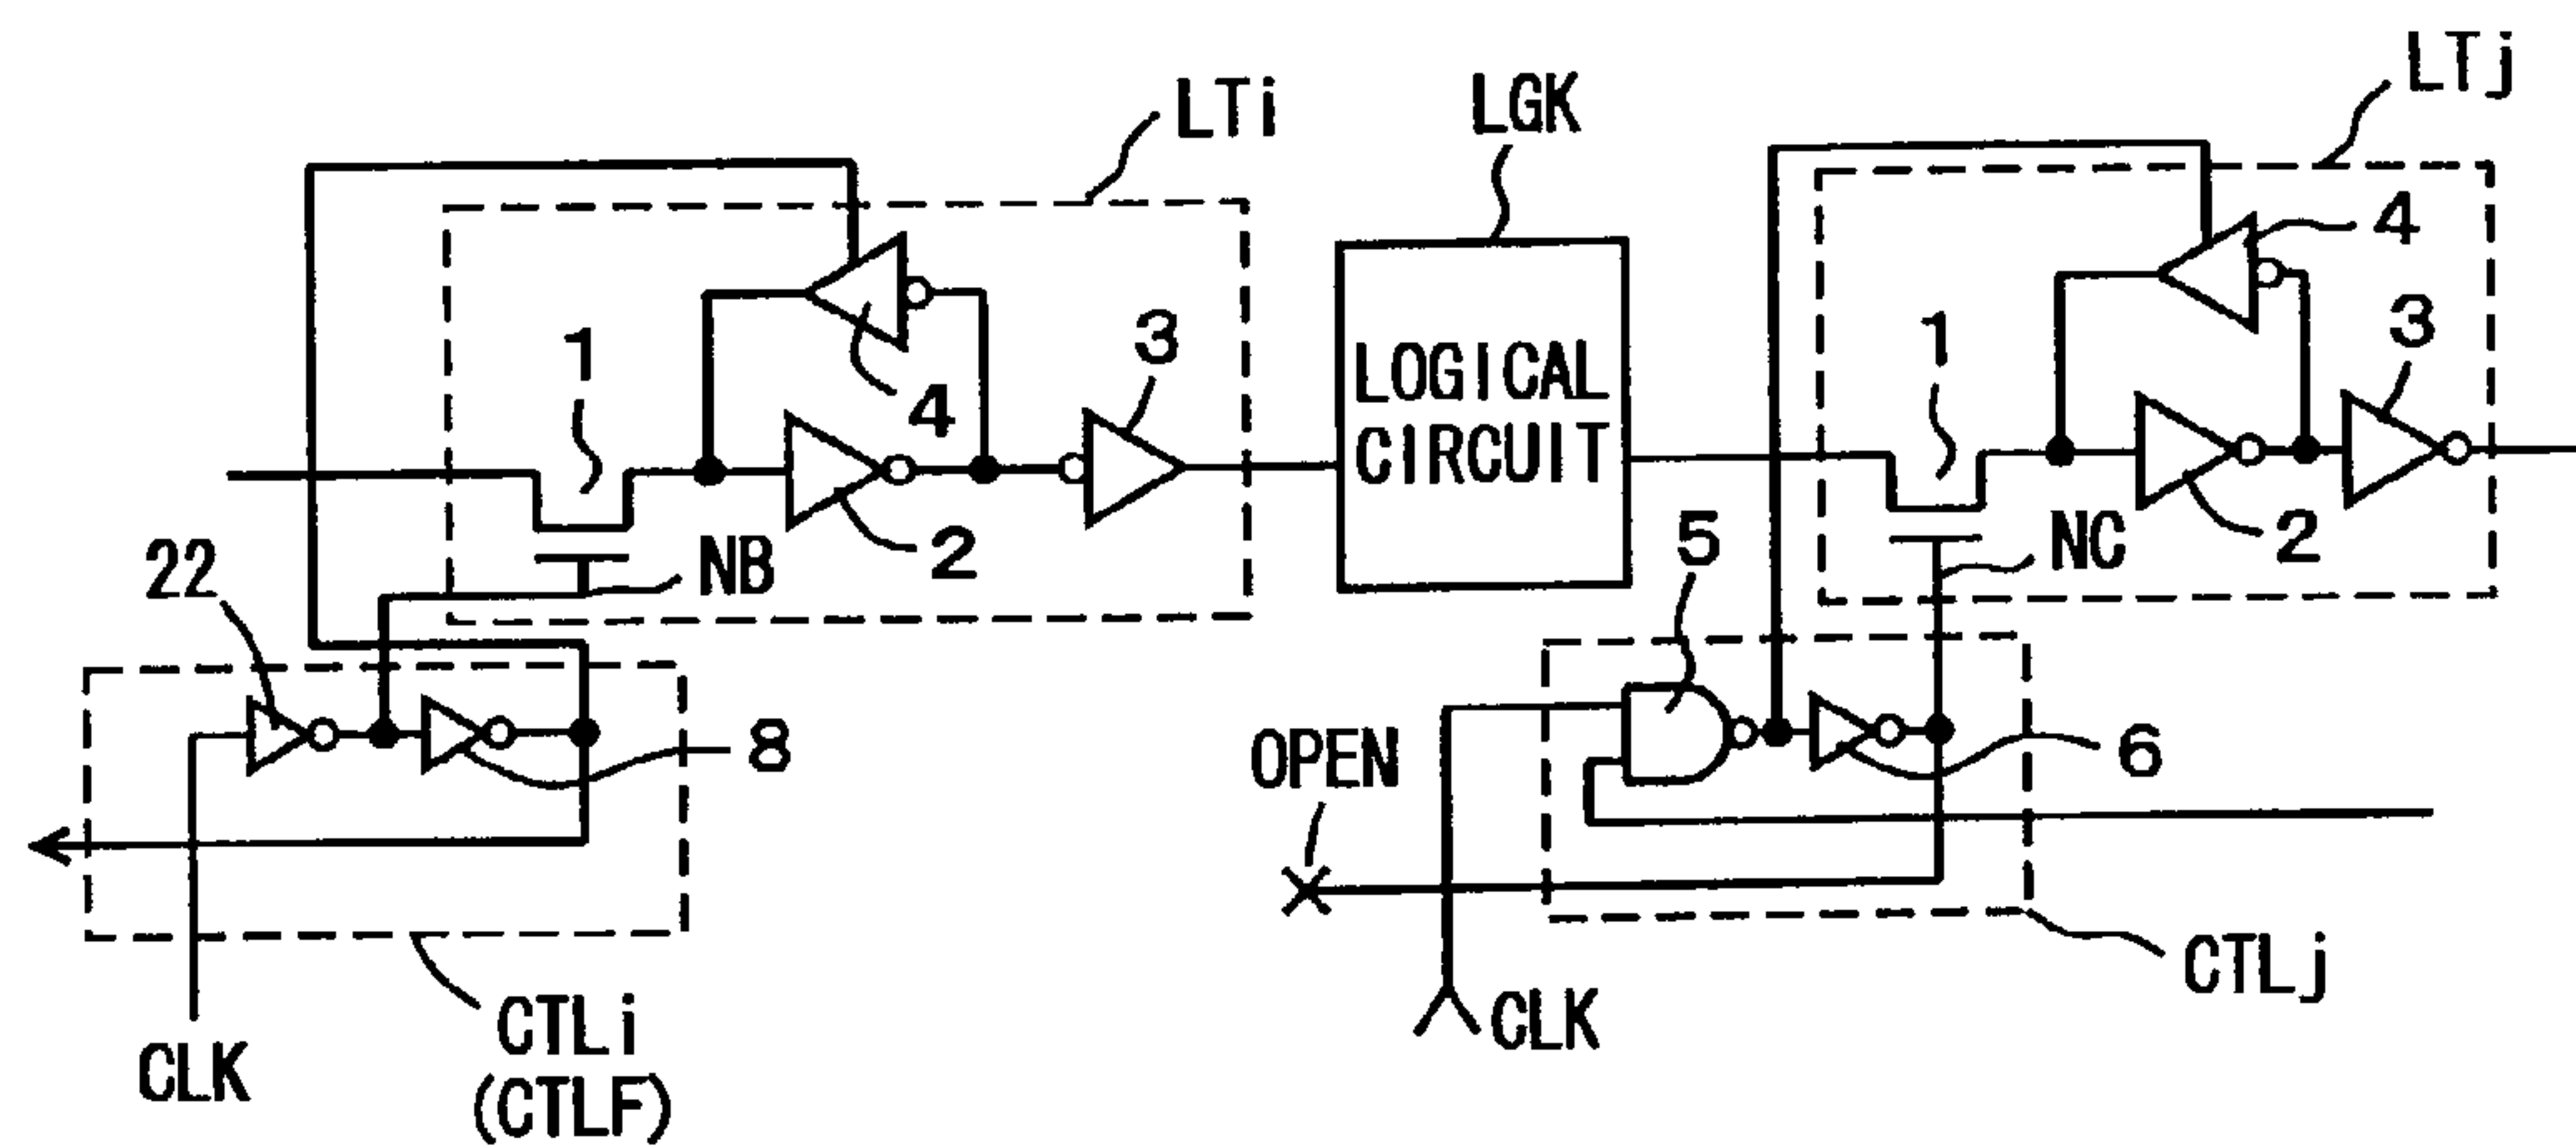 LTi
LGK
LTj
4
1
3
4
LOGICAL
CIRCUIT
1
3
2
NB
22
5
NC
2
8
OPEN
6
CLK
CTLi
(CTLF)
CLK
CTLj